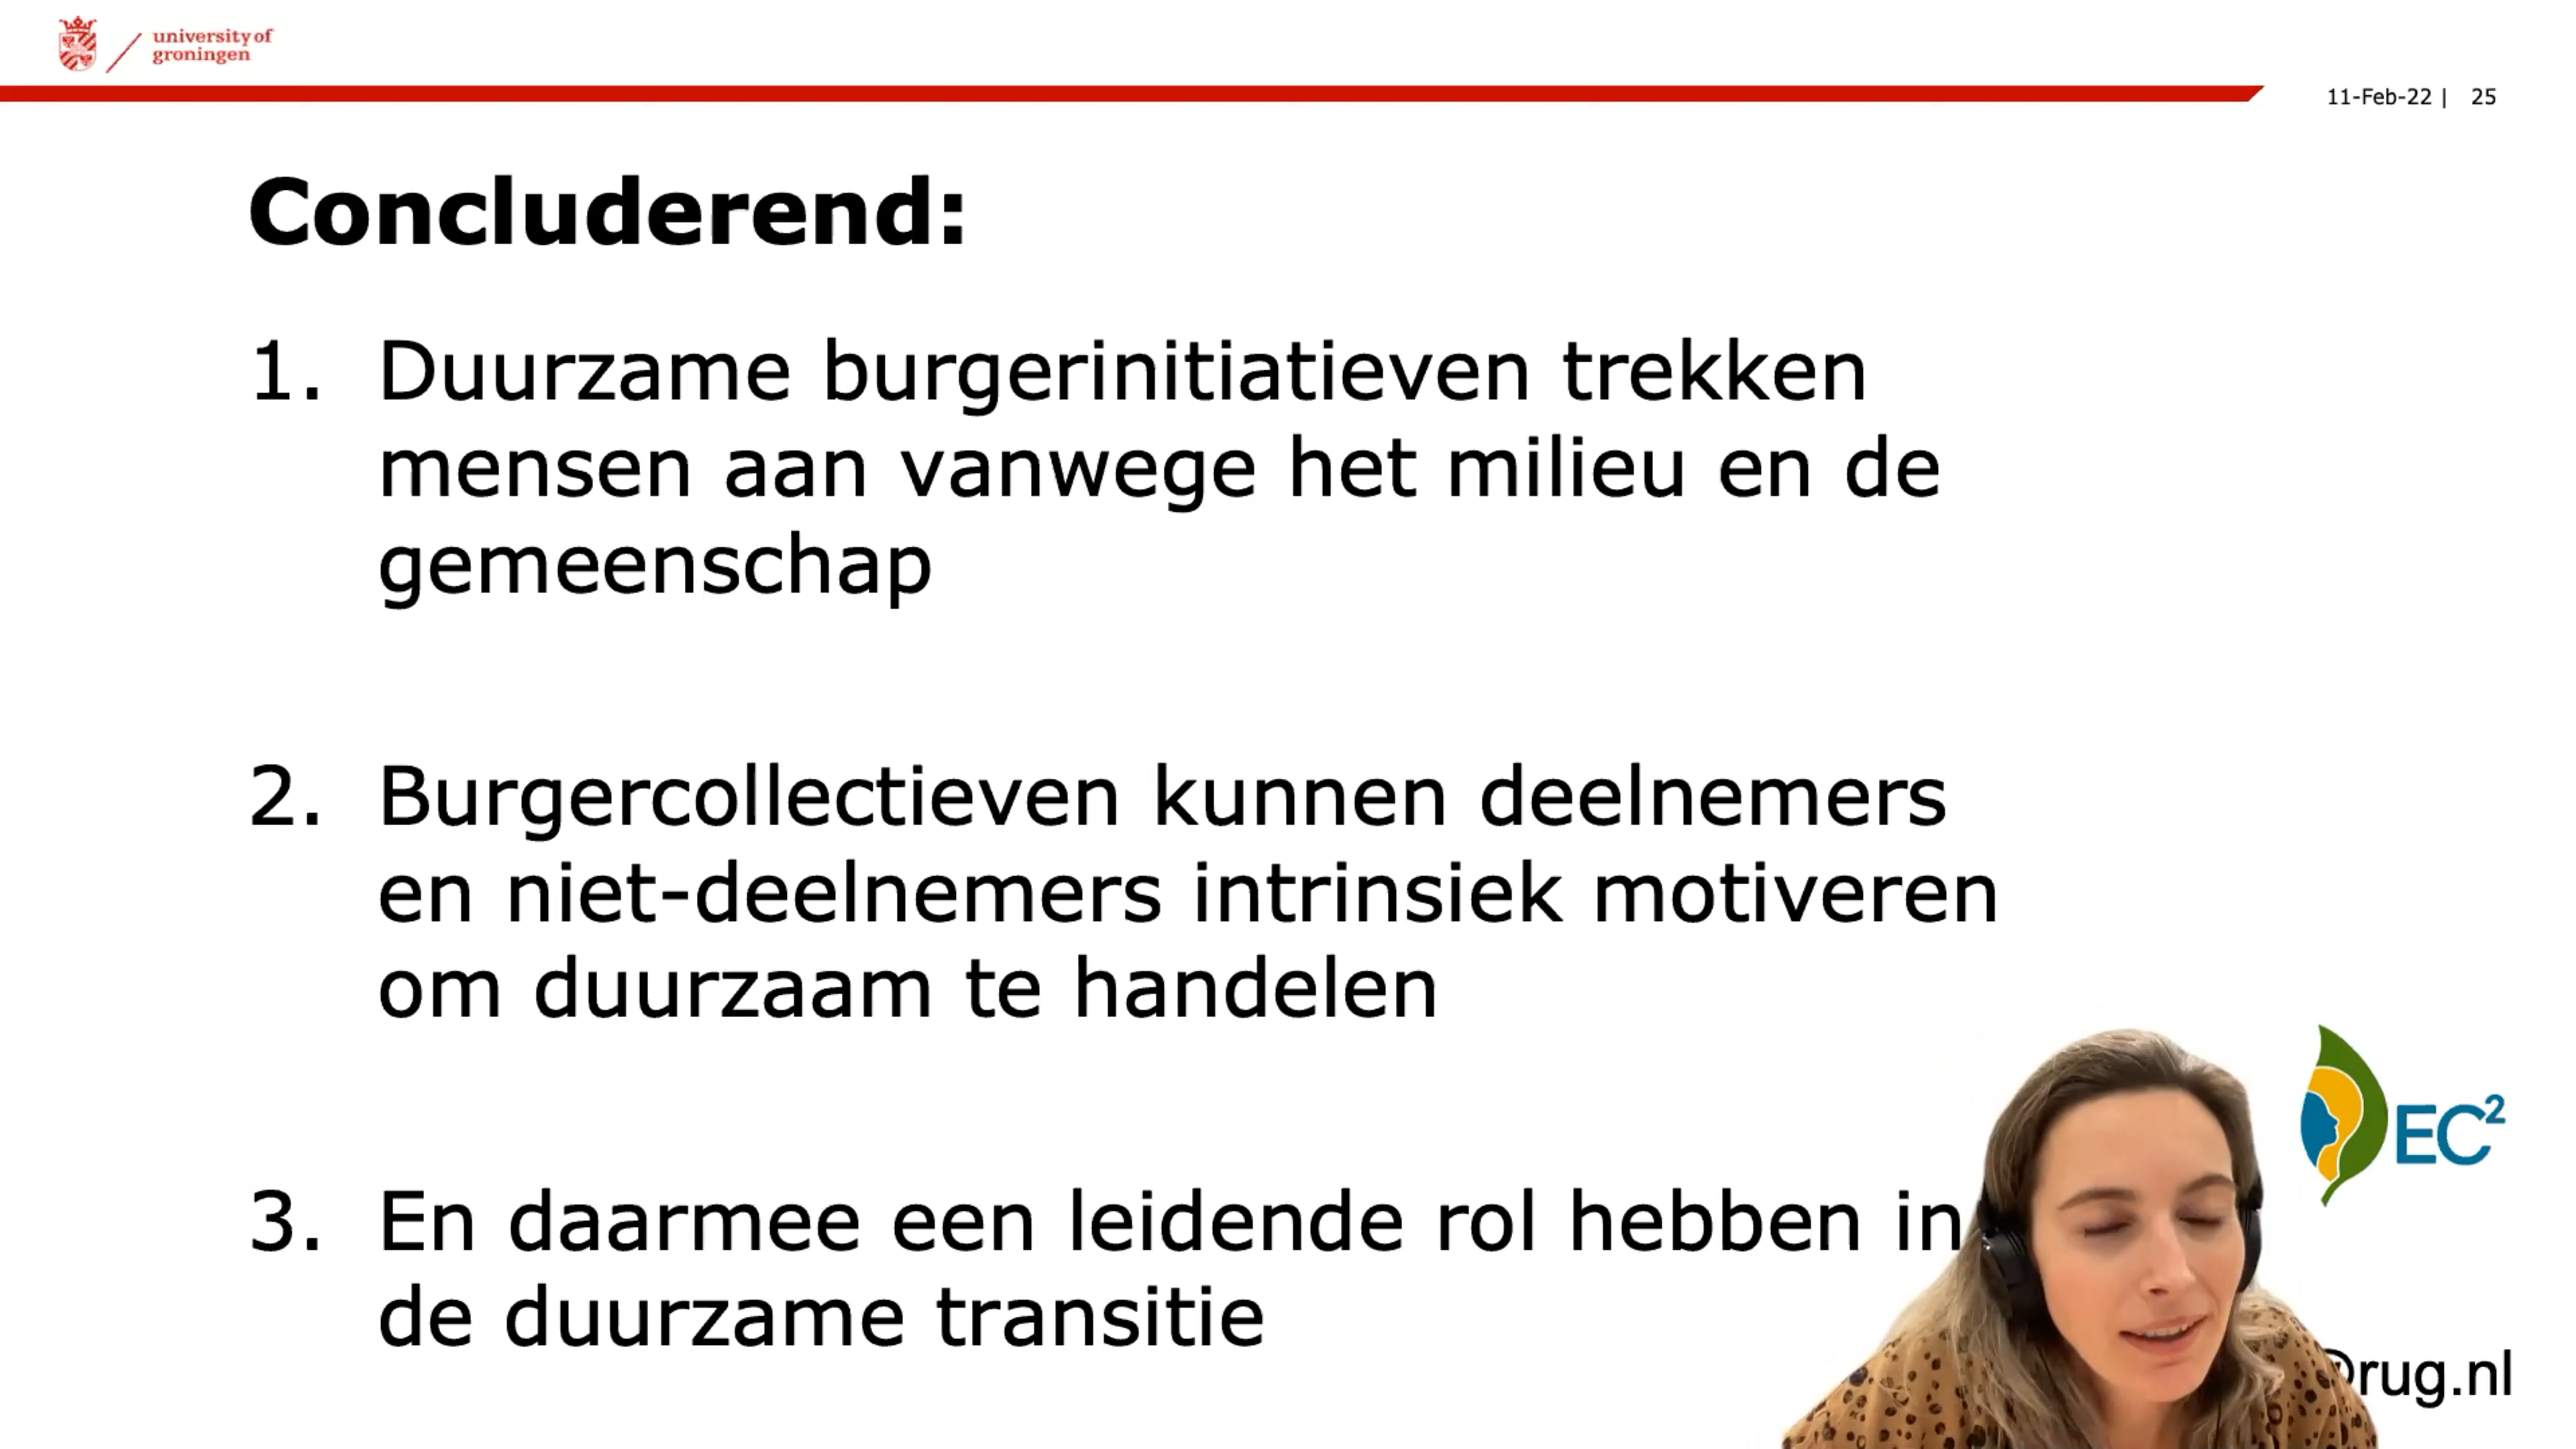 university of
groningen
11-Feb-22 | 25
Concluderend:
1. Duurzame burgerinitiatieven trekken
mensen aan vanwege het milieu en de
gemeenschap
2. Burgercollectieven kunnen deelnemers
en niet-deelnemers intrinsiek motiveren
om duurzaam te handelen
EC²
3. En daarmee een leidende rol hebben in
de duurzame transitie
rug.nl